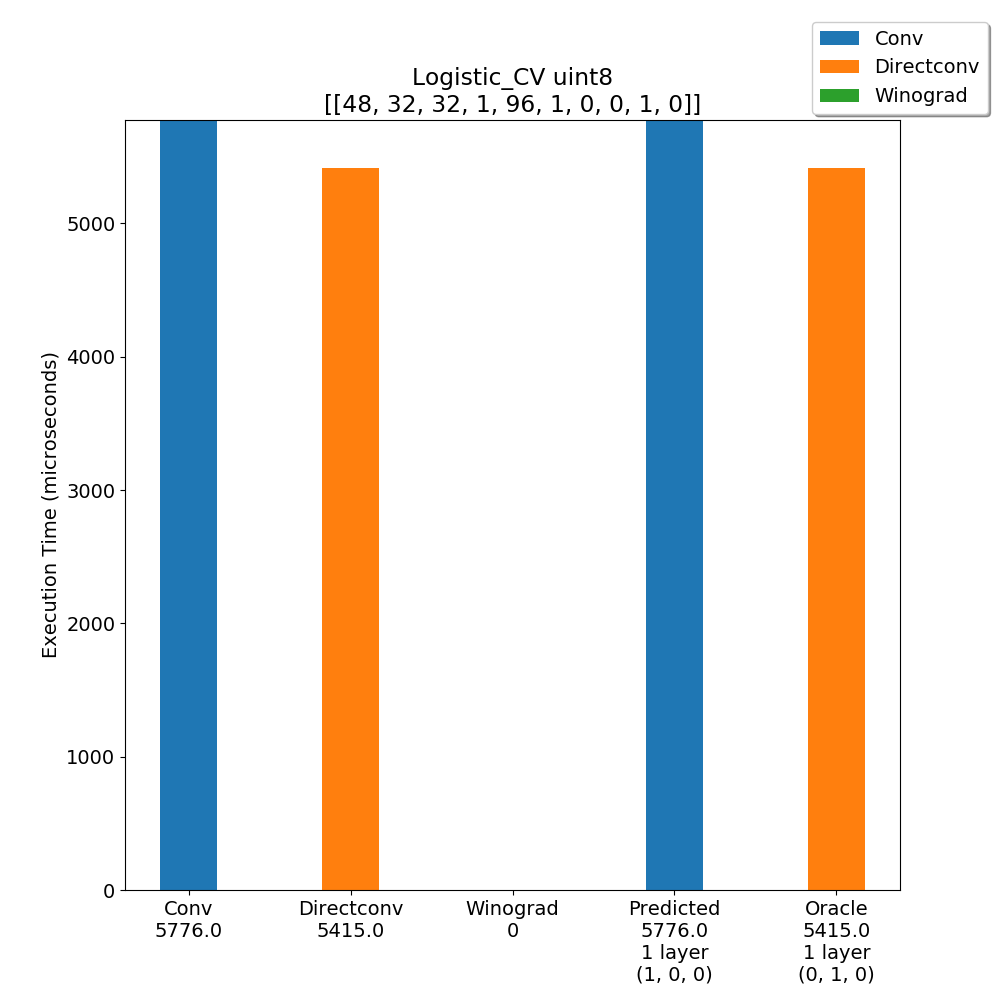 Conv
Directconv
Winograd
Logistic_CV uint8
[[48, 32, 32, 1, 96, 1, 0, 0, 1, 0]]
Execution Time (microseconds)
5000
4000
3000
2000
1000
0
Conv
5776.0
Directconv
5415.0
Winograd
0
Predicted
5776.0
1 layer
(1, 0, 0)
Oracle
5415.0
1 layer
(0, 1, 0)